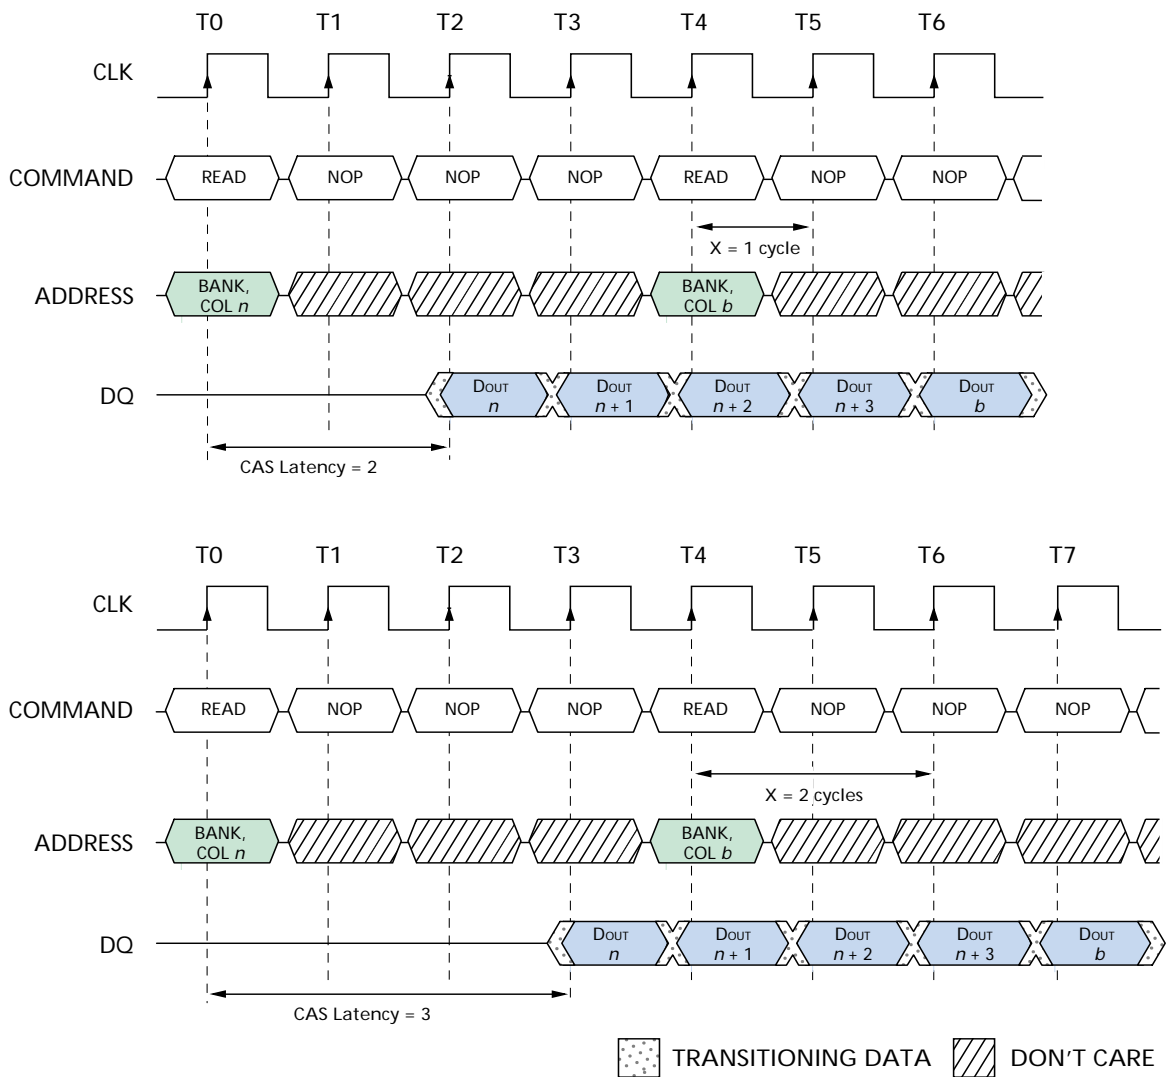 T0 T1 T2 T3 T4 T5 T6
CLK
COMMAND READ NOP NOP NOP READ NOP NOP
X = 1 cycle
ADDRESS BANK, COL n BANK, COL b
DQ DOUT n DOUT n + 1 DOUT n + 2 DOUT n + 3 DOUT b
CAS Latency = 2
T0 T1 T2 T3 T4 T5 T6 T7
CLK
COMMAND READ NOP NOP NOP READ NOP NOP NOP
X = 2 cycles
ADDRESS BANK, COL n BANK, COL b
DQ DOUT n DOUT n + 1 DOUT n + 2 DOUT n + 3 DOUT b
CAS Latency = 3
TRANSITIONING DATA DON'T CARE